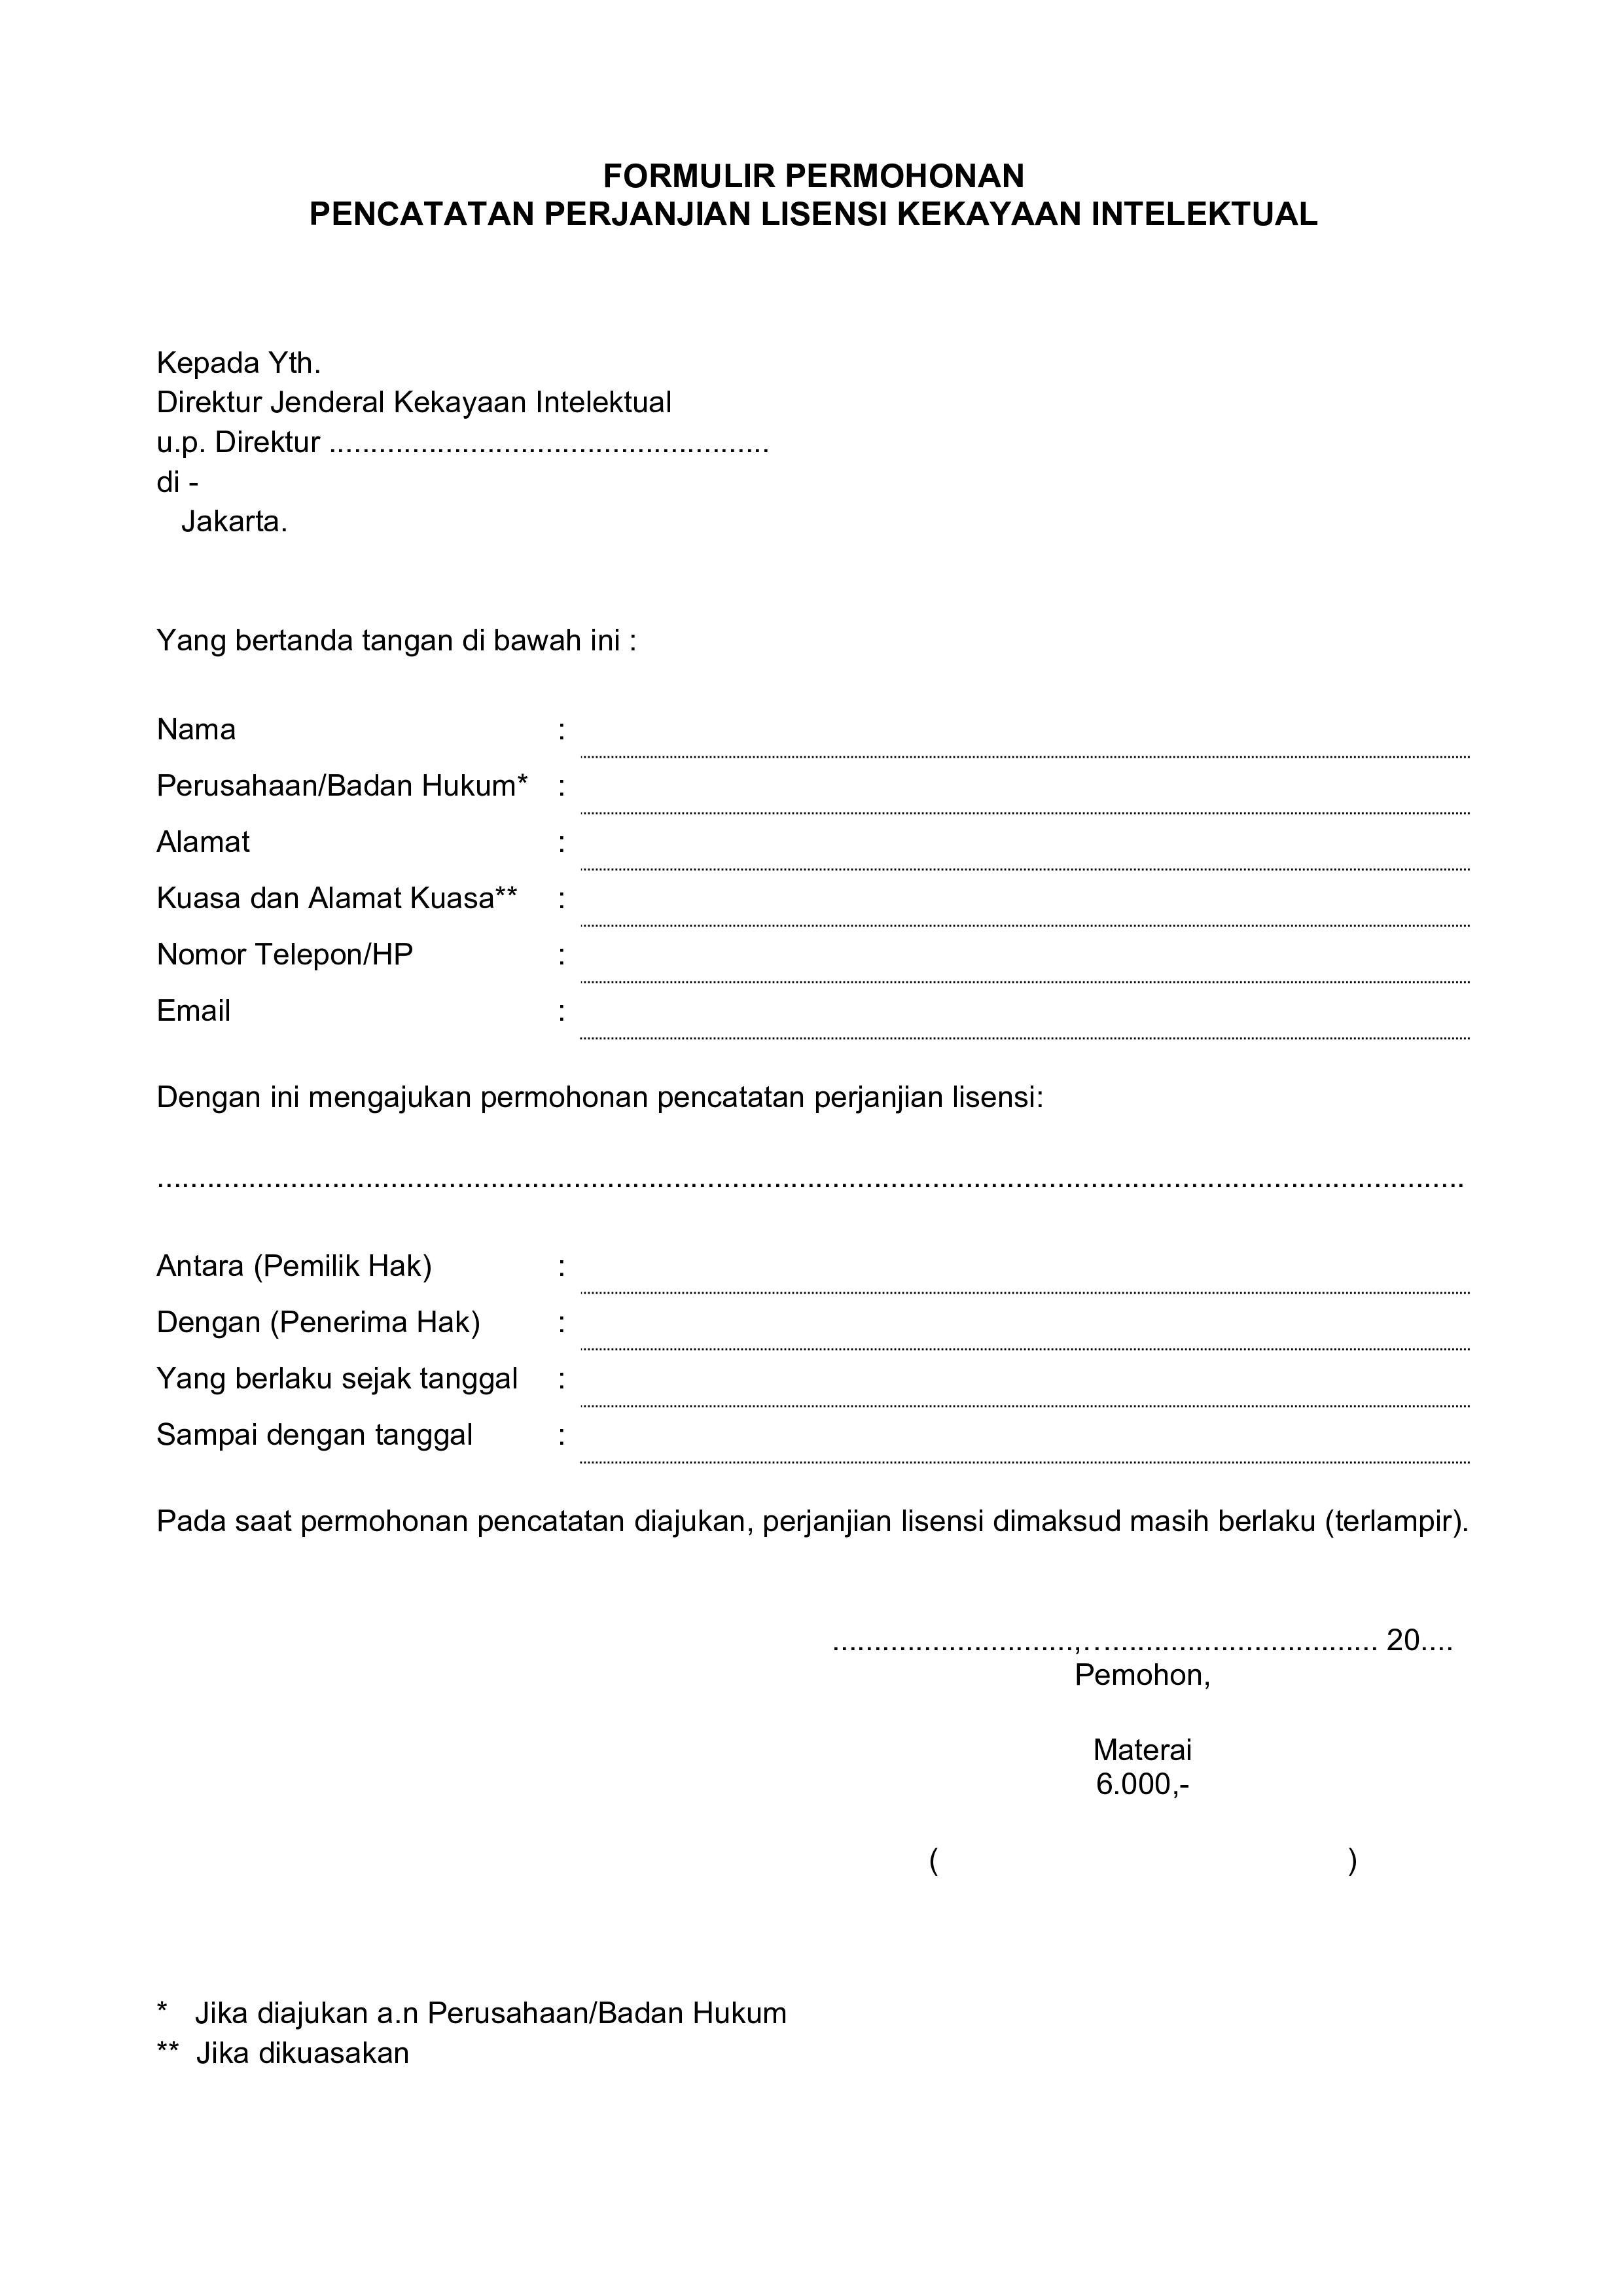 FORMULIR PERMOHONAN
PENCATATAN PERJANJIAN LISENSI KEKAYAAN INTELEKTUAL
Kepada Yth.
Direktur Jenderal Kekayaan Intelektual
u.p. Direktur .....................................................
di -
Jakarta.
Yang bertanda tangan di bawah ini :
Nama :
Perusahaan/Badan Hukum* :
Alamat :
Kuasa dan Alamat Kuasa** :
Nomor Telepon/HP :
Email :
Dengan ini mengajukan permohonan pencatatan perjanjian lisensi:
..............................................................................................................................................................
Antara (Pemilik Hak) :
Dengan (Penerima Hak) :
Yang berlaku sejak tanggal :
Sampai dengan tanggal :
Pada saat permohonan pencatatan diajukan, perjanjian lisensi dimaksud masih berlaku (terlampir).
.............................,................................... 20....
Pemohon,
Materai
6.000,-
( )
* Jika diajukan a.n Perusahaan/Badan Hukum
** Jika dikuasakan